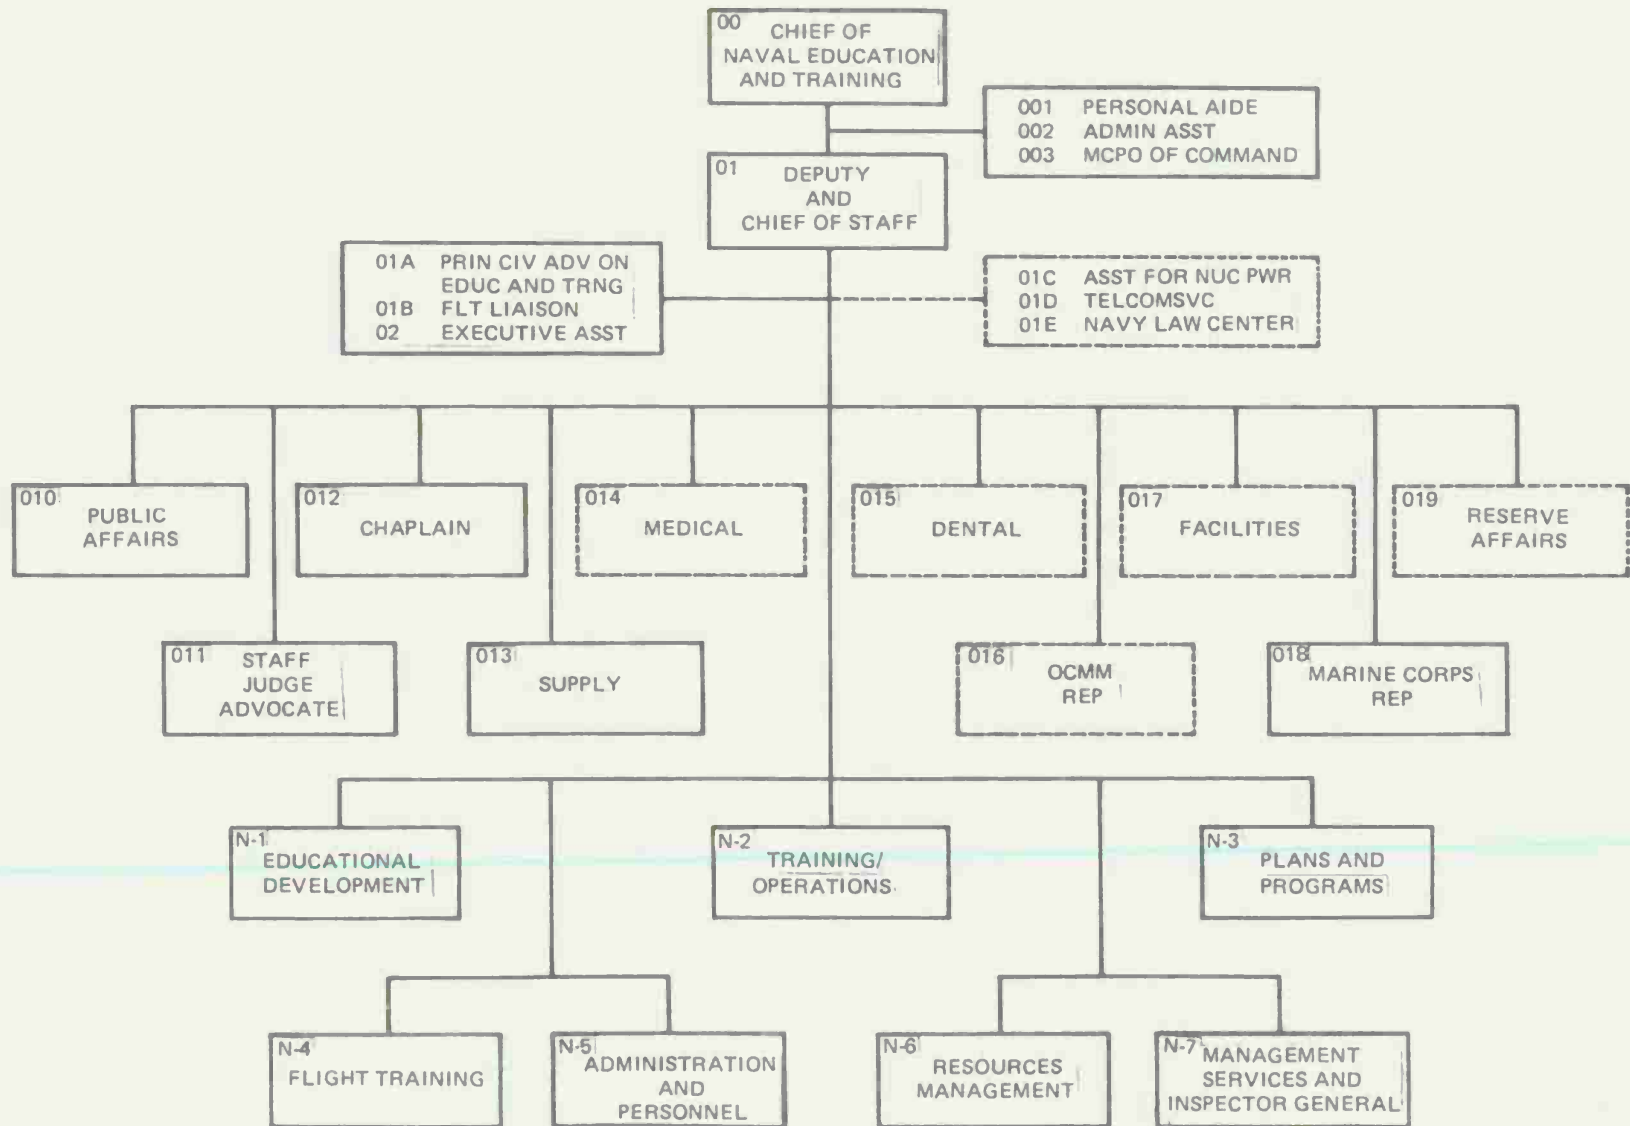 00
CHIEF OF
NAVAL EDUCATION
AND TRAINING
001 PERSONAL AIDE
002 ADMIN ASST
003 MCPO OF COMMAND
01
DEPUTY
AND
CHIEF OF STAFF
01A PRIN CIV ADV ON
EDUC AND TRNG
01B FLT LIAISON
02 EXECUTIVE ASST
01C ASST FOR NUC PWR
01D TELCOMSVC
01E NAVY LAW CENTER
010
PUBLIC
AFFAIRS
012
CHAPLAIN
014
MEDICAL
015
DENTAL
017
FACILITIES
019
RESERVE
AFFAIRS
011
STAFF
JUDGE
ADVOCATE
013
SUPPLY
016
OCMM
REP
018
MARINE CORPS
REP
N-1
EDUCATIONAL
DEVELOPMENT
N-2
TRAINING/
OPERATIONS
N-3
PLANS AND
PROGRAMS
N-4
FLIGHT TRAINING
N-5
ADMINISTRATION
AND
PERSONNEL
N-6
RESOURCES
MANAGEMENT
N-7
MANAGEMENT
SERVICES AND
INSPECTOR GENERAL